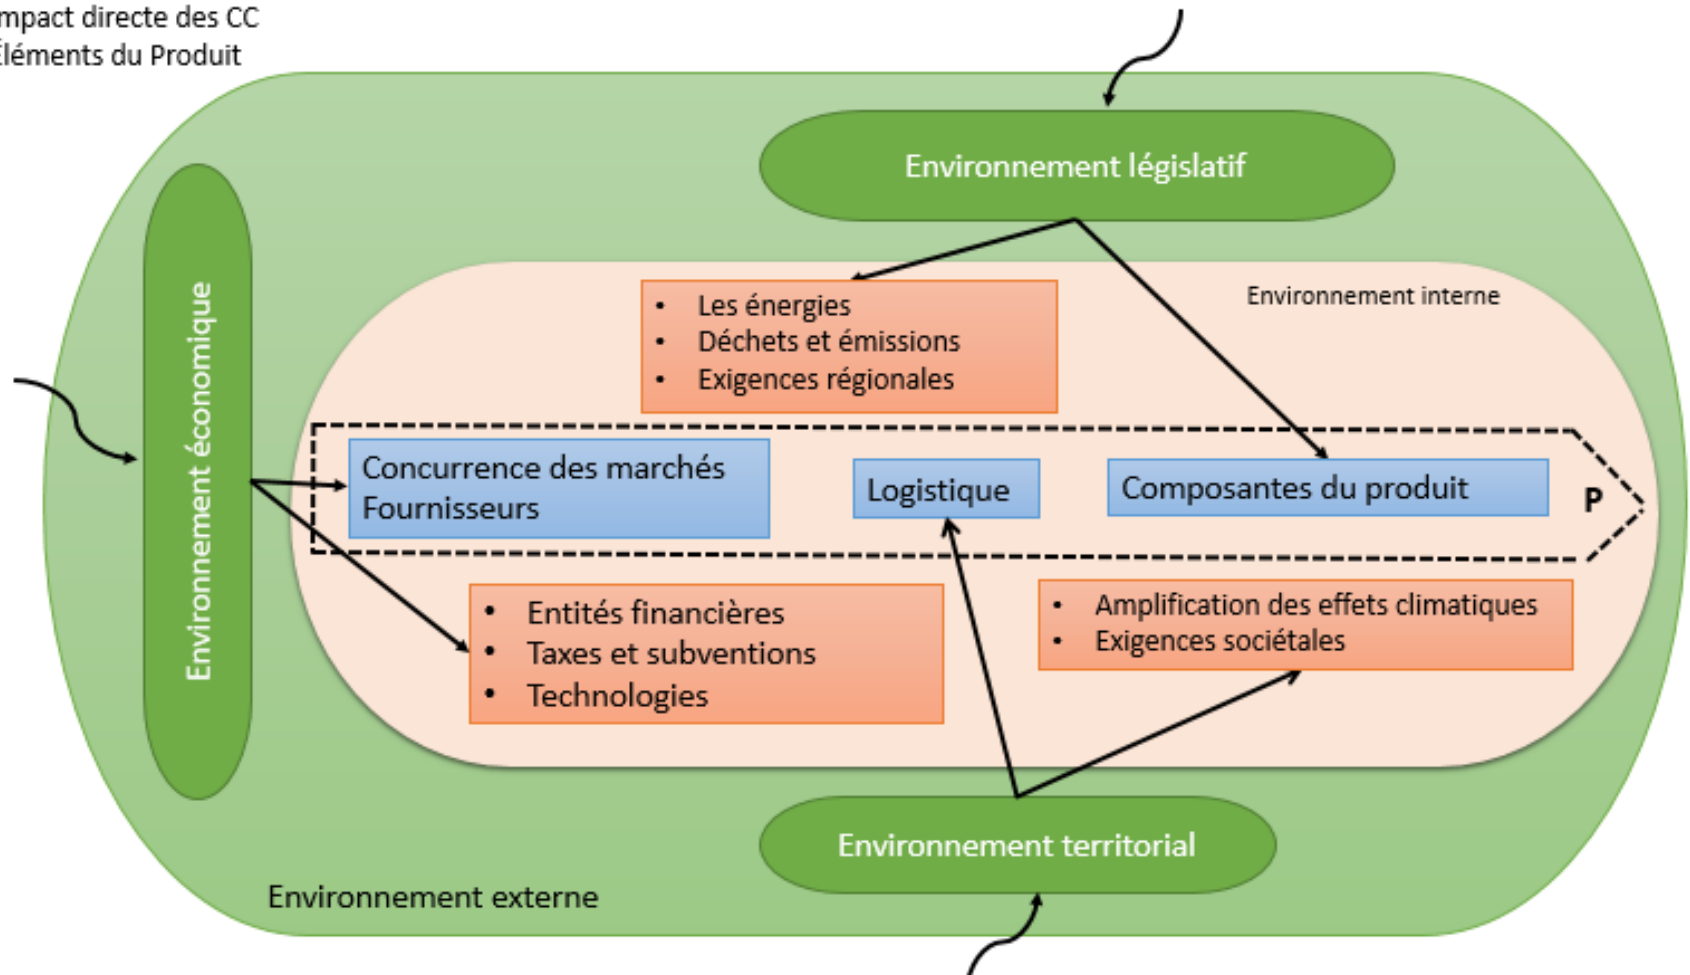 mpact directe des CC
Éléments du Produit
Environnement législatif
Environnement économique
Environnement interne
• Les énergies
• Déchets et émissions
• Exigences régionales
Concurrence des marchés
Fournisseurs
Logistique
Composantes du produit
P
• Entités financières
• Taxes et subventions
• Technologies
• Amplification des effets climatiques
• Exigences sociétales
Environnement territorial
Environnement externe